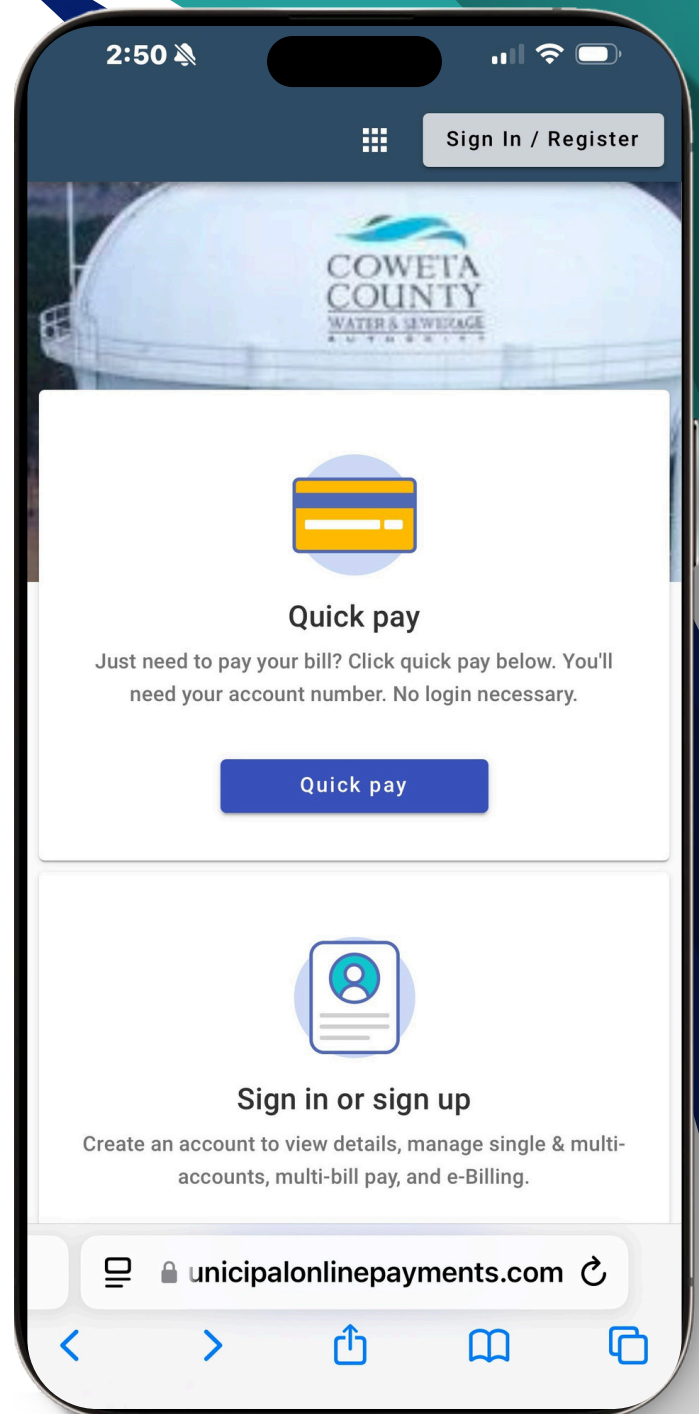 2:50
Sign In / Register
COWETA
COUNTY
WATER & SEWERAGE
AUTHORITY
Quick pay
Just need to pay your bill? Click quick pay below. You'll
need your account number. No login necessary.
Quick pay
Sign in or sign up
Create an account to view details, manage single & multi-
accounts, multi-bill pay, and e-Billing.
unicipalonlinepayments.com